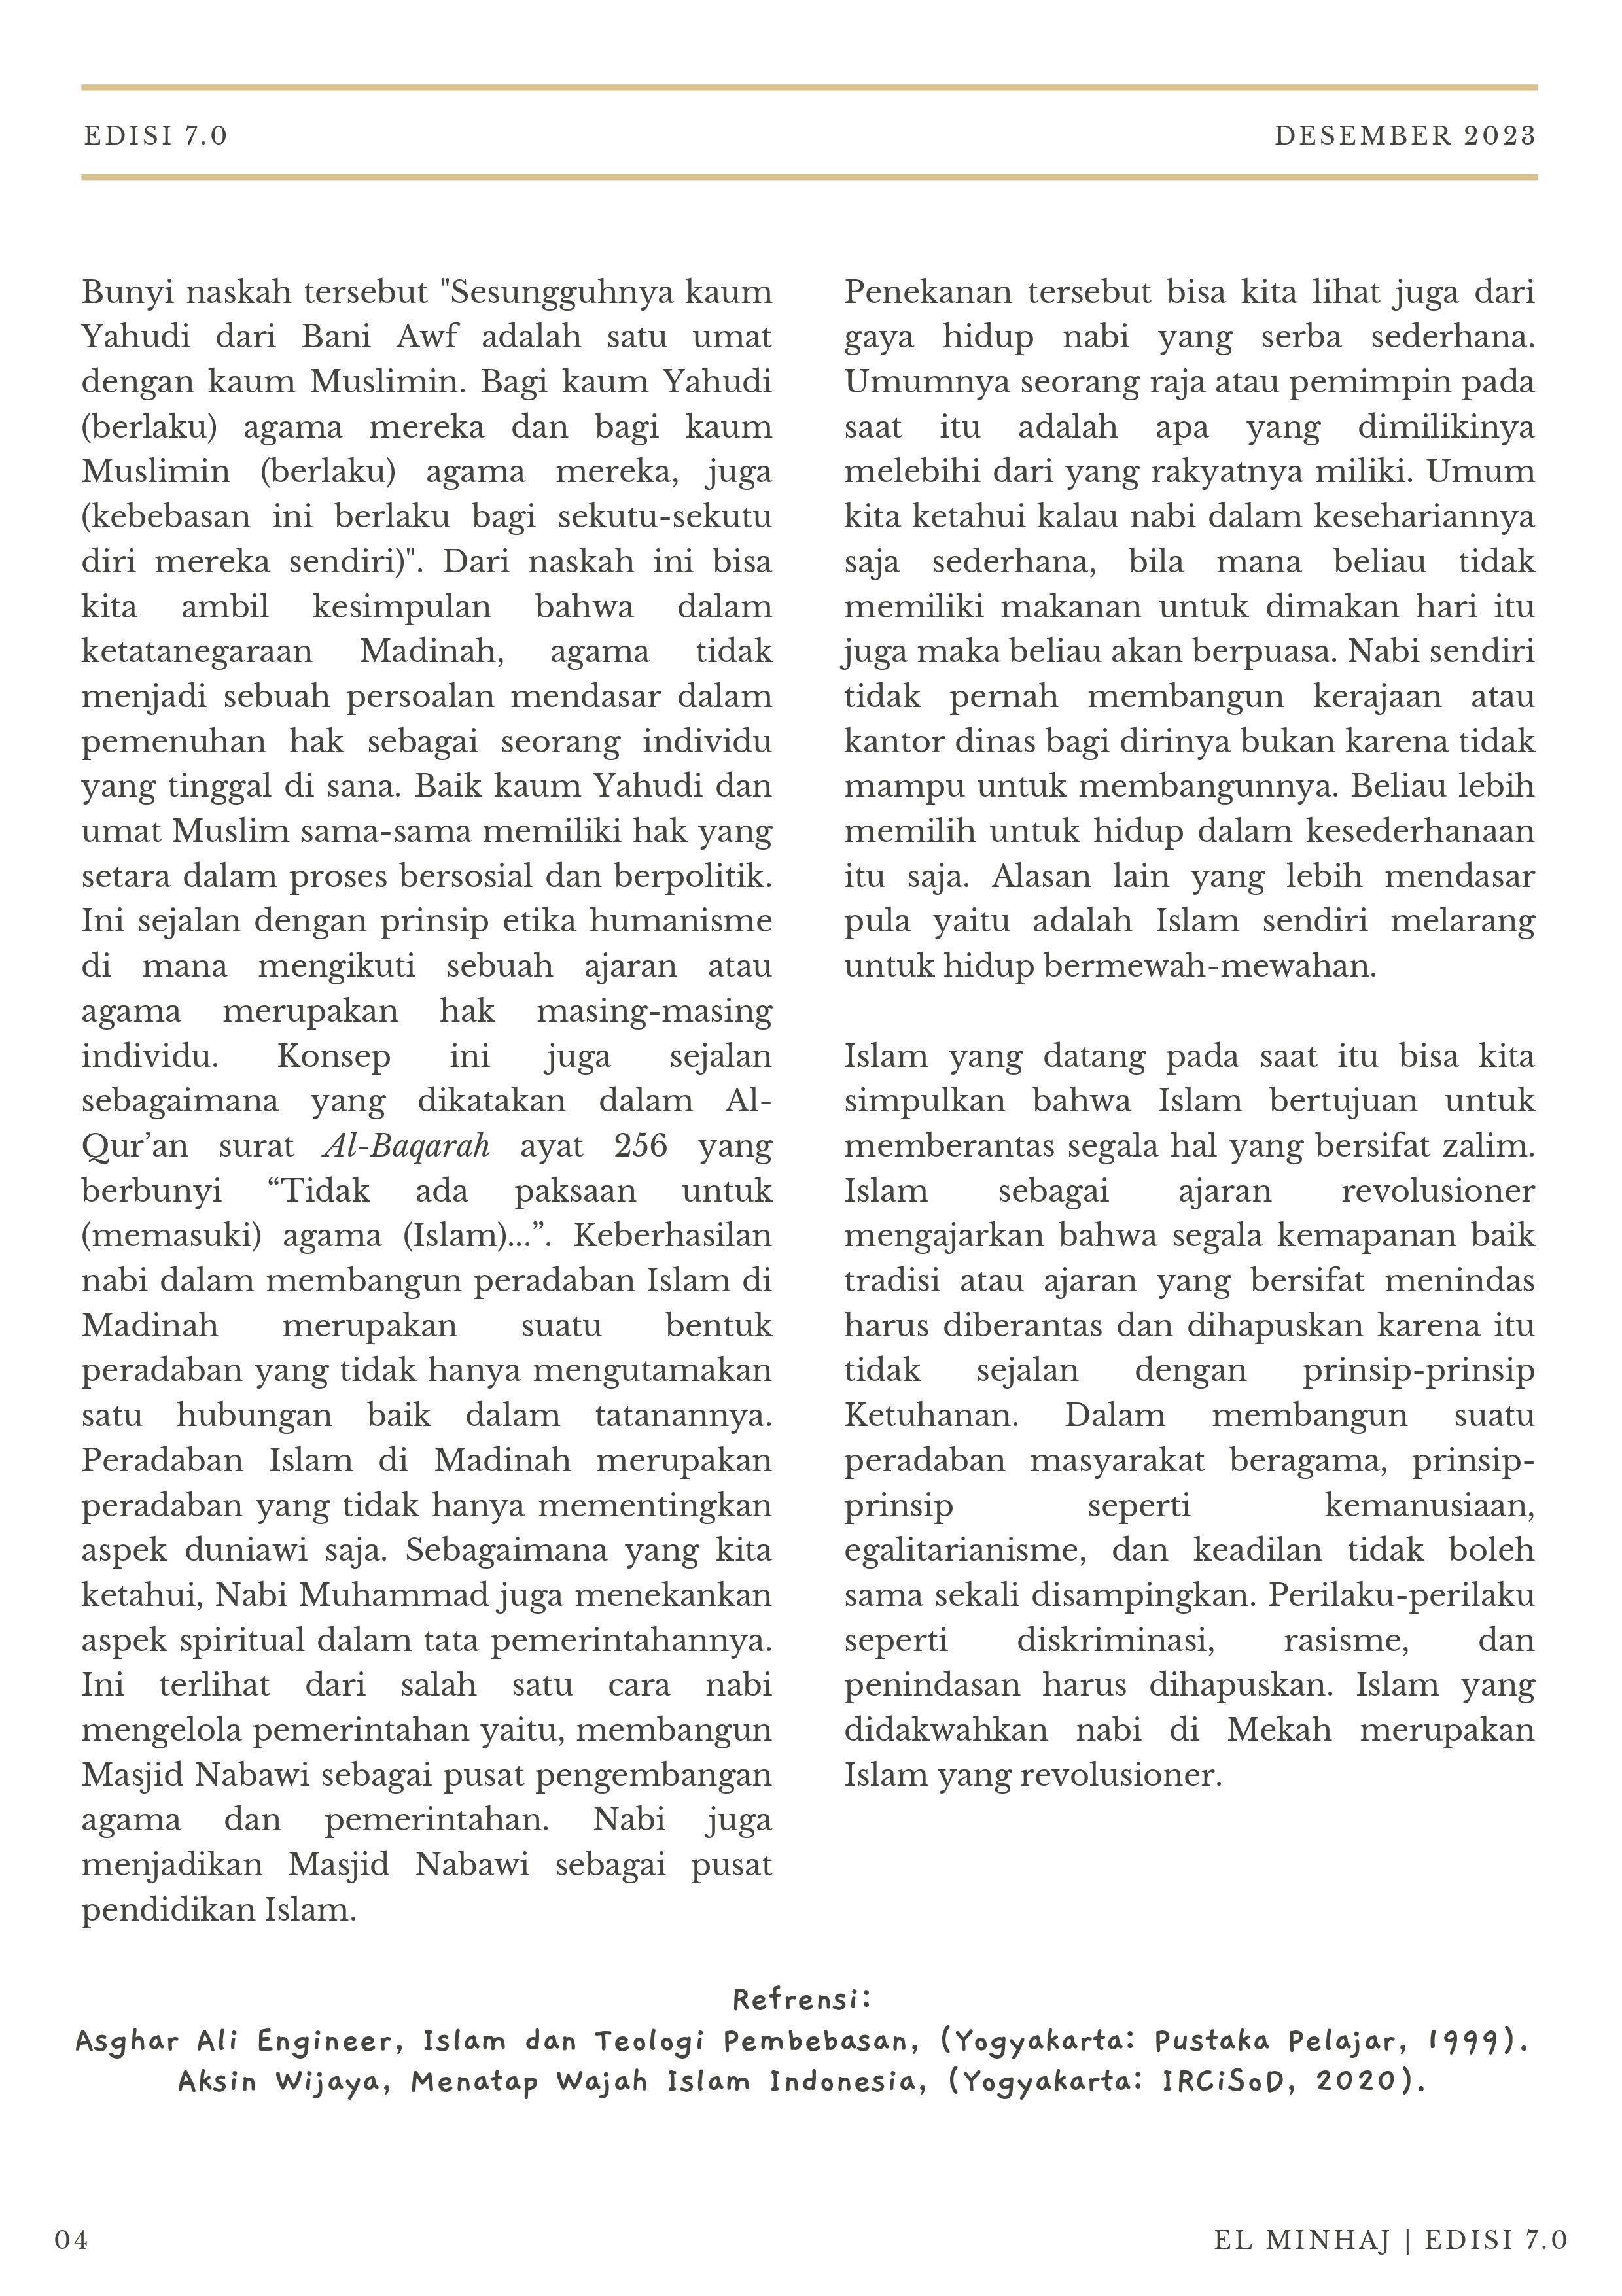 EDISI 7.0
DESEMBER 2023
Bunyi naskah tersebut "Sesungguhnya kaum
Yahudi dari Bani Awf adalah satu umat
dengan kaum Muslimin. Bagi kaum Yahudi
(berlaku) agama mereka dan bagi kaum
Muslimin (berlaku) agama mereka, juga
(kebebasan ini berlaku bagi sekutu-sekutu
diri mereka sendiri)". Dari naskah ini bisa
kita ambil kesimpulan bahwa dalam
ketatanegaraan Madinah, agama tidak
menjadi sebuah persoalan mendasar dalam
pemenuhan hak sebagai seorang individu
yang tinggal di sana. Baik kaum Yahudi dan
umat Muslim sama-sama memiliki hak yang
setara dalam proses bersosial dan berpolitik.
Ini sejalan dengan prinsip etika humanisme
di mana mengikuti sebuah ajaran atau
agama merupakan hak masing-masing
individu. Konsep ini juga sejalan
sebagaimana yang dikatakan dalam Al-
Qur’an surat Al-Baqarah ayat 256 yang
berbunyi “Tidak ada paksaan untuk
(memasuki) agama (Islam)...”. Keberhasilan
nabi dalam membangun peradaban Islam di
Madinah merupakan suatu bentuk
peradaban yang tidak hanya mengutamakan
satu hubungan baik dalam tatanannya.
Peradaban Islam di Madinah merupakan
peradaban yang tidak hanya mementingkan
aspek duniawi saja. Sebagaimana yang kita
ketahui, Nabi Muhammad juga menekankan
aspek spiritual dalam tata pemerintahannya.
Ini terlihat dari salah satu cara nabi
mengelola pemerintahan yaitu, membangun
Masjid Nabawi sebagai pusat pengembangan
agama dan pemerintahan. Nabi juga
menjadikan Masjid Nabawi sebagai pusat
pendidikan Islam.
Penekanan tersebut bisa kita lihat juga dari
gaya hidup nabi yang serba sederhana.
Umumnya seorang raja atau pemimpin pada
saat itu adalah apa yang dimilikinya
melebihi dari yang rakyatnya miliki. Umum
kita ketahui kalau nabi dalam kesehariannya
saja sederhana, bila mana beliau tidak
memiliki makanan untuk dimakan hari itu
juga maka beliau akan berpuasa. Nabi sendiri
tidak pernah membangun kerajaan atau
kantor dinas bagi dirinya bukan karena tidak
mampu untuk membangunnya. Beliau lebih
memilih untuk hidup dalam kesederhanaan
itu saja. Alasan lain yang lebih mendasar
pula yaitu adalah Islam sendiri melarang
untuk hidup bermewah-mewahan.
Islam yang datang pada saat itu bisa kita
simpulkan bahwa Islam bertujuan untuk
memberantas segala hal yang bersifat zalim.
Islam sebagai ajaran revolusioner
mengajarkan bahwa segala kemapanan baik
tradisi atau ajaran yang bersifat menindas
harus diberantas dan dihapuskan karena itu
tidak sejalan dengan prinsip-prinsip
Ketuhanan. Dalam membangun suatu
peradaban masyarakat beragama, prinsip-
prinsip seperti kemanusiaan,
egalitarianisme, dan keadilan tidak boleh
sama sekali disampingkan. Perilaku-perilaku
seperti diskriminasi, rasisme, dan
penindasan harus dihapuskan. Islam yang
didakwahkan nabi di Mekah merupakan
Islam yang revolusioner.
Refrensi:
Asghar Ali Engineer, Islam dan Teologi Pembebasan, (Yogyakarta: Pustaka Pelajar, 1999).
Aksin Wijaya, Menatap Wajah Islam Indonesia, (Yogyakarta: IRCiSoD, 2020).
04
EL MINHAJ | EDISI 7.0